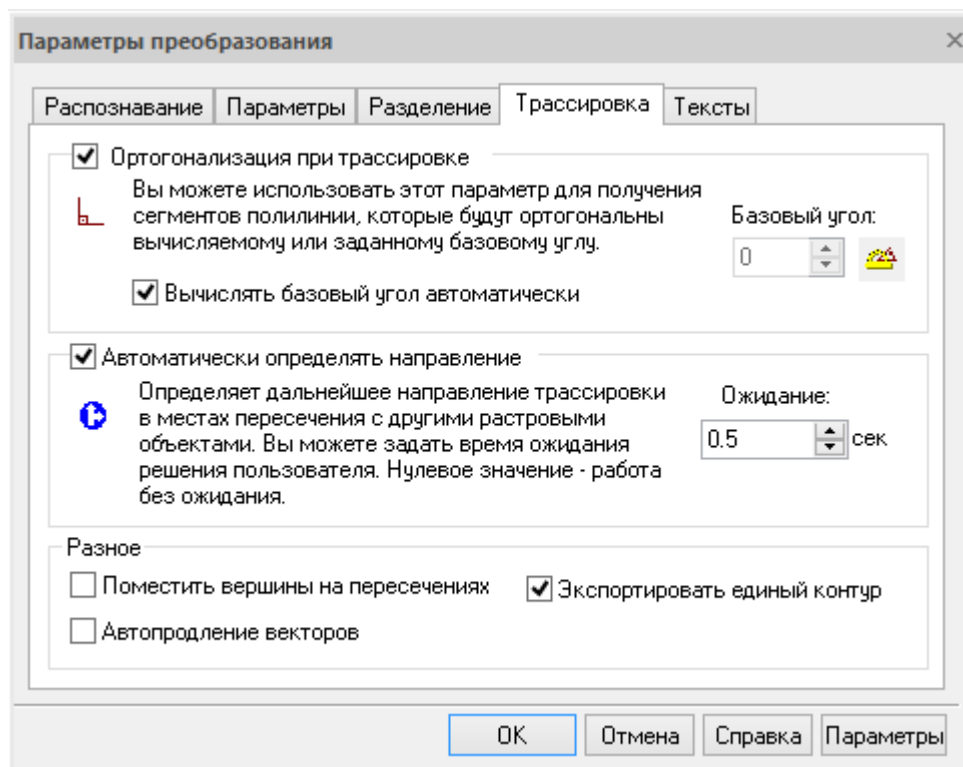 Параметры преобразования
Распознавание Параметры Разделение Трассировка Тексты
Ортогонализация при трассировке
Вы можете использовать этот параметр для получения
сегментов полилинии, которые будут ортогональны
вычисляемому или заданному базовому углу.
Базовый угол:
0
Вычислять базовый угол автоматически
Автоматически определять направление
Определяет дальнейшее направление трассировки
в местах пересечения с другими растровыми
объектами. Вы можете задать время ожидания
решения пользователя. Нулевое значение - работа
без ожидания.
Ожидание:
0.5 сек
Разное
Поместить вершины на пересечениях Экспортировать единый контур
Автопродление векторов
OK Отмена Справка Параметры